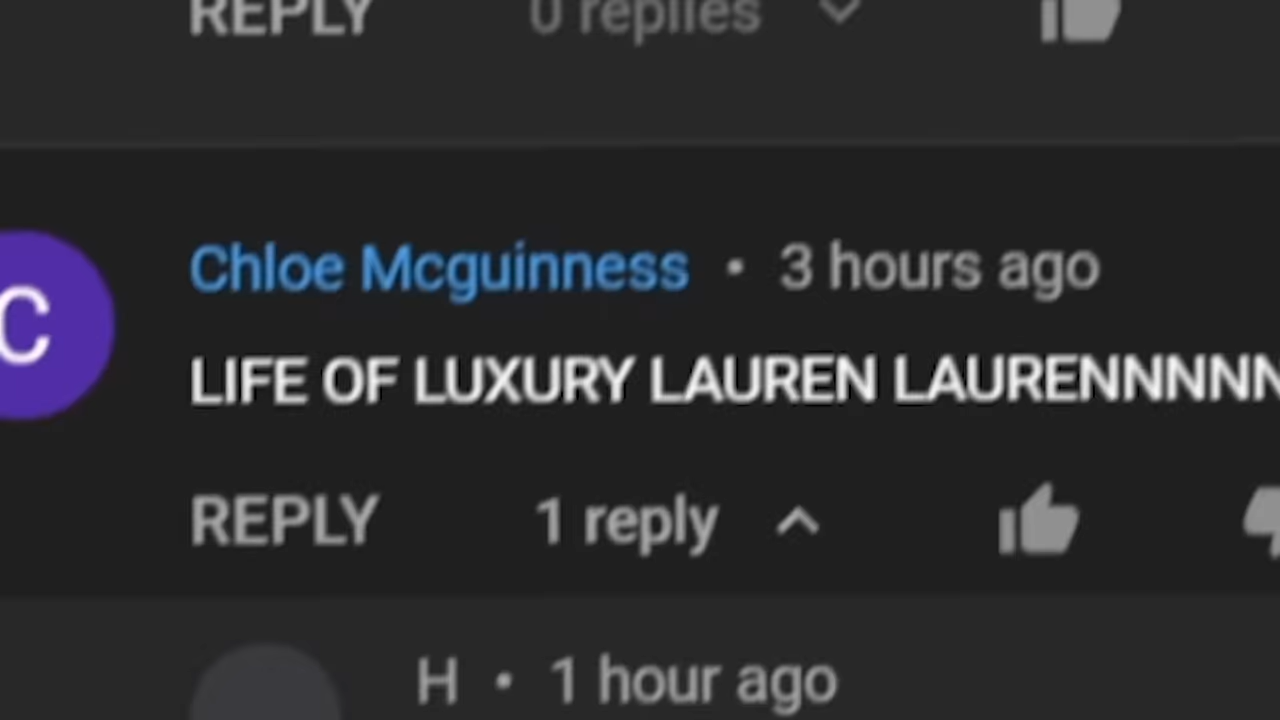 REPLY 0 replies
C
Chloe Mcguinness • 3 hours ago
LIFE OF LUXURY LAUREN LAURENNNNN
REPLY 1 reply
H • 1 hour ago